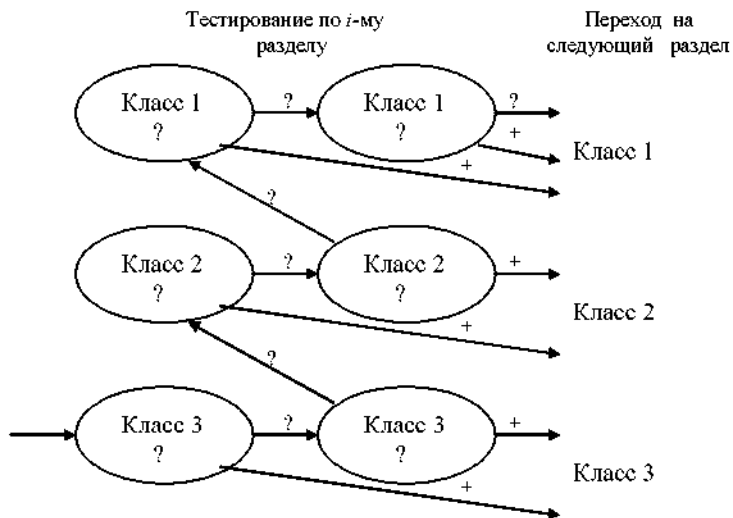 Тестирование по i-му
разделу
Переход на
следующий раздел
Класс 1
?
?
Класс 1
?
?
+
+
Класс 1
?
Класс 2
?
?
Класс 2
?
+
+
Класс 2
?
Класс 3
?
?
Класс 3
?
+
+
Класс 3